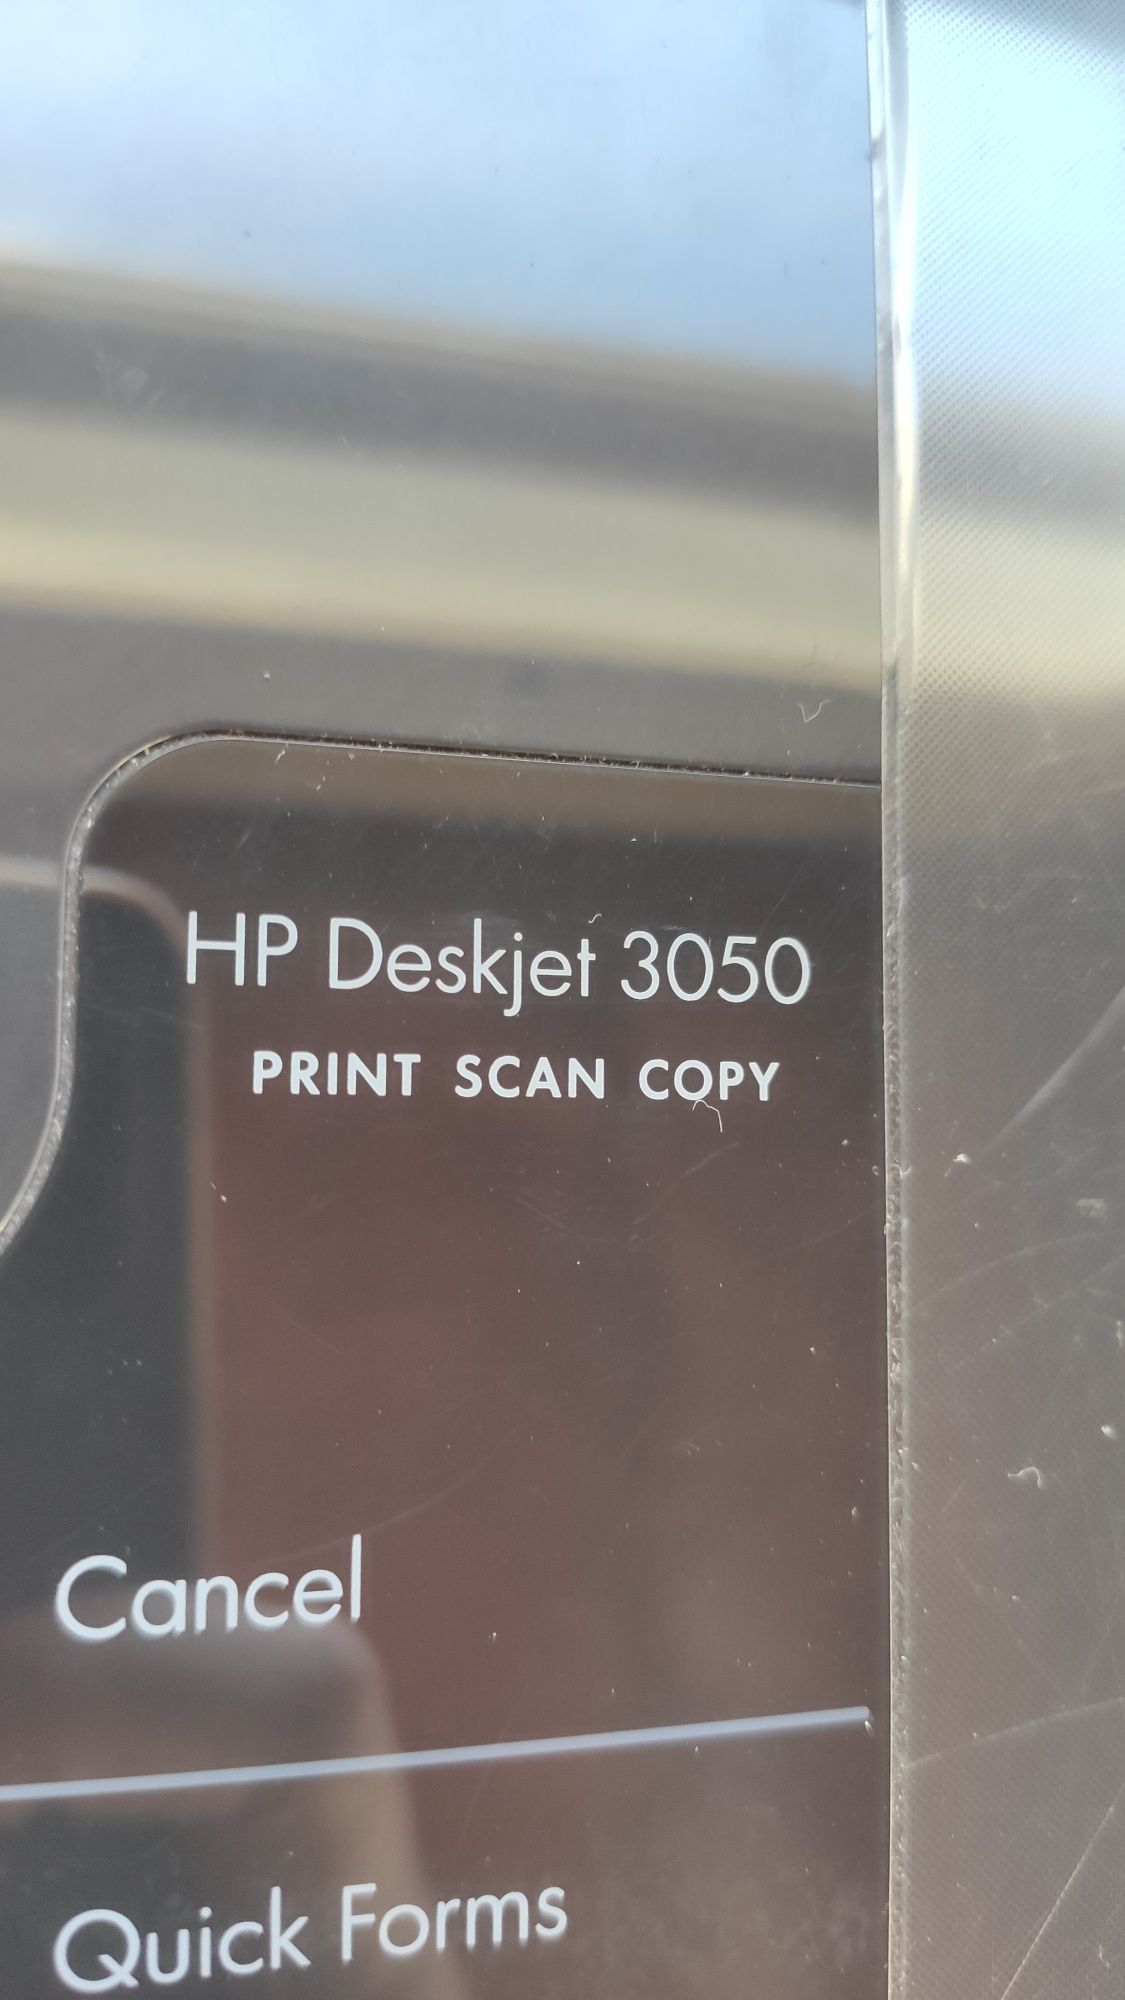 HP Deskjet 3050
PRINT SCAN COPY
Cancel
Quick Forms